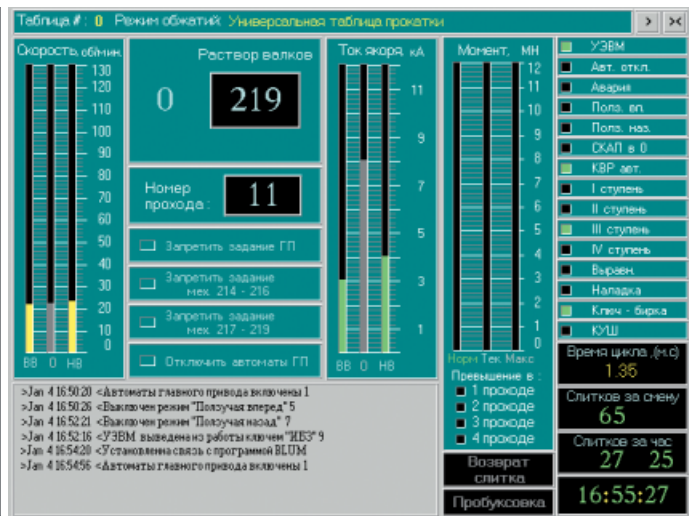 Таблица #: 0 Режим обжатий: Универсальная таблица прокатки
Скорость, об/мин.
130
120
110
100
90
80
70
60
50
40
30
20
10
0
ВВ 0 НВ
Раствор валков
0 219
Номер
прохода: 11
Запретить задание ГП
Запретить задание
мех. 214 - 216
Запретить задание
мех. 217 - 219
Отключить автоматы ГП
Ток якоря, кА
11
9
7
5
3
1
ВВ 0 НВ
Момент, МН
12
11
10
9
8
7
6
5
4
3
2
1
0
Норм Тек. Макс
Превышение в :
1 проходе
2 проходе
3 проходе
4 проходе
Возврат
слитка
Пробуксовка
УЭВМ
Авт. откл.
Авария
Полз. вп.
Полз. наз.
СКАП в 0
КВР авт.
I ступень
II ступень
III ступень
IV ступень
Выравн.
Наладка
Ключ - бирка
КУШ
Время цикла ,(м.с)
1.35
Слитков за смену
65
Слитков за час
27 25
16:55:27
>Jan 4 16:50:20 <Автоматы главного привода включены 1
>Jan 4 16:50:26 <Выключен режим "Ползучая вперед" 5
>Jan 4 16:52:21 <Выключен режим "Ползучая назад" 7
>Jan 4 16:52:16 <УЭВМ выведена из работы ключем "ИБЗ" 9
>Jan 4 16:54:20 <Установленна связь с программой BLUM
>Jan 4 16:54:56 <Автоматы главного привода включены 1